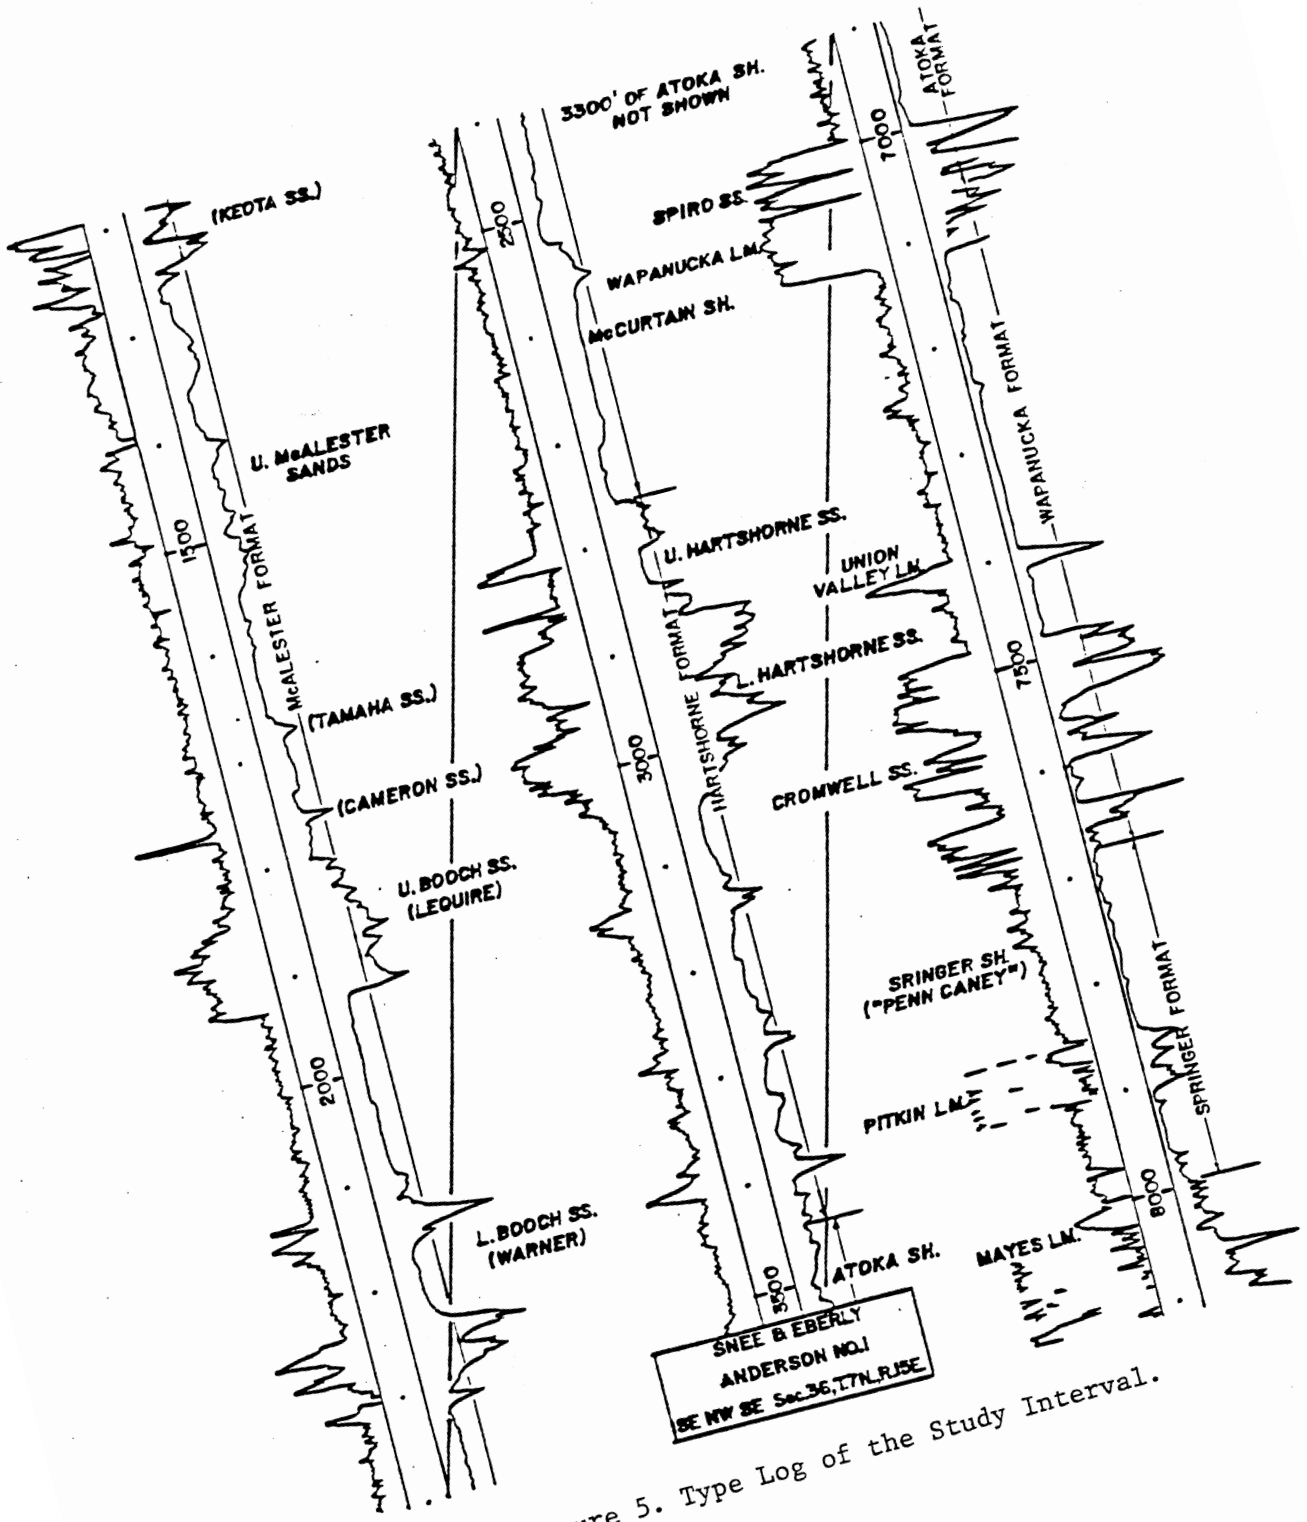 (KEOTA SS.)
U. McALESTER
SANDS
1500
McALESTER FORMAT
(TAMAHA SS.)
(CAMERON SS.)
U. BOOCH SS.
(LEQUIRE)
2000
L. BOOCH SS.
(WARNER)
3300' OF ATOKA SH.
NOT SHOWN
2500
McCURTAIN SH.
U. HARTSHORNE SS.
HARTSHORNE FORMAT
L. HARTSHORNE SS.
3000
3500
ATOKA SH.
ATOKA
FORMAT
7000
SPIRO SS.
WAPANUCKA LM.
WAPANUCKA FORMAT
UNION
VALLEY LM.
7500
CROMWELL SS.
SRINGER SH.
("PENN CANEY")
SPRINGER FORMAT
PITKIN LM.
8000
MAYES LM.
SNEE & EBERLY
ANDERSON NO.1
SE NW SE Sec.36,T.7N.,R.15E.
5. Type Log of the Study Interval.